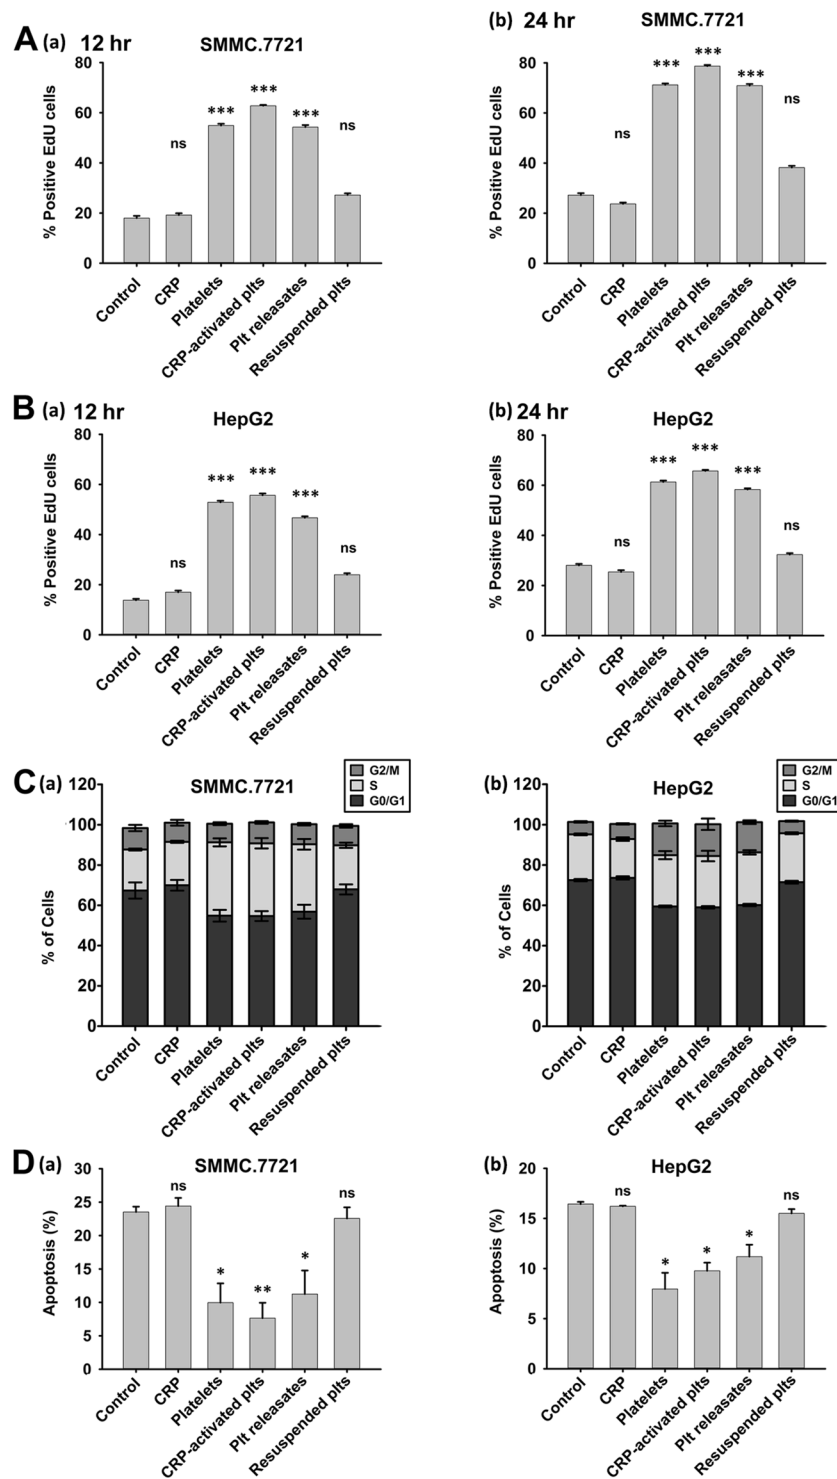 A (a) 12 hr SMMC.7721
% Positive EdU cells
80
60
40
20
0
ns
***
***
***
ns
Control
CRP
Platelets
CRP-activated plts
Plt releasates
Resuspended plts
(b) 24 hr SMMC.7721
% Positive EdU cells
80
60
40
20
0
ns
***
***
***
ns
Control
CRP
Platelets
CRP-activated plts
Plt releasates
Resuspended plts
B (a) 12 hr HepG2
% Positive EdU cells
80
60
40
20
0
ns
***
***
***
ns
Control
CRP
Platelets
CRP-activated plts
Plt releasates
Resuspended plts
(b) 24 hr HepG2
% Positive EdU cells
80
60
40
20
0
ns
***
***
***
ns
Control
CRP
Platelets
CRP-activated plts
Plt releasates
Resuspended plts
C (a) SMMC.7721
G2/M
S
G0/G1
% of Cells
120
100
80
60
40
20
0
Control
CRP
Platelets
CRP-activated plts
Plt releasates
Resuspended plts
(b) HepG2
G2/M
S
G0/G1
% of Cells
120
100
80
60
40
20
0
Control
CRP
Platelets
CRP-activated plts
Plt releasates
Resuspended plts
D (a) SMMC.7721
Apoptosis (%)
30
25
20
15
10
5
0
ns
*
**
*
ns
Control
CRP
Platelets
CRP-activated plts
Plt releasates
Resuspended plts
(b) HepG2
Apoptosis (%)
20
15
10
5
0
ns
*
*
*
ns
Control
CRP
Platelets
CRP-activated plts
Plt releasates
Resuspended plts